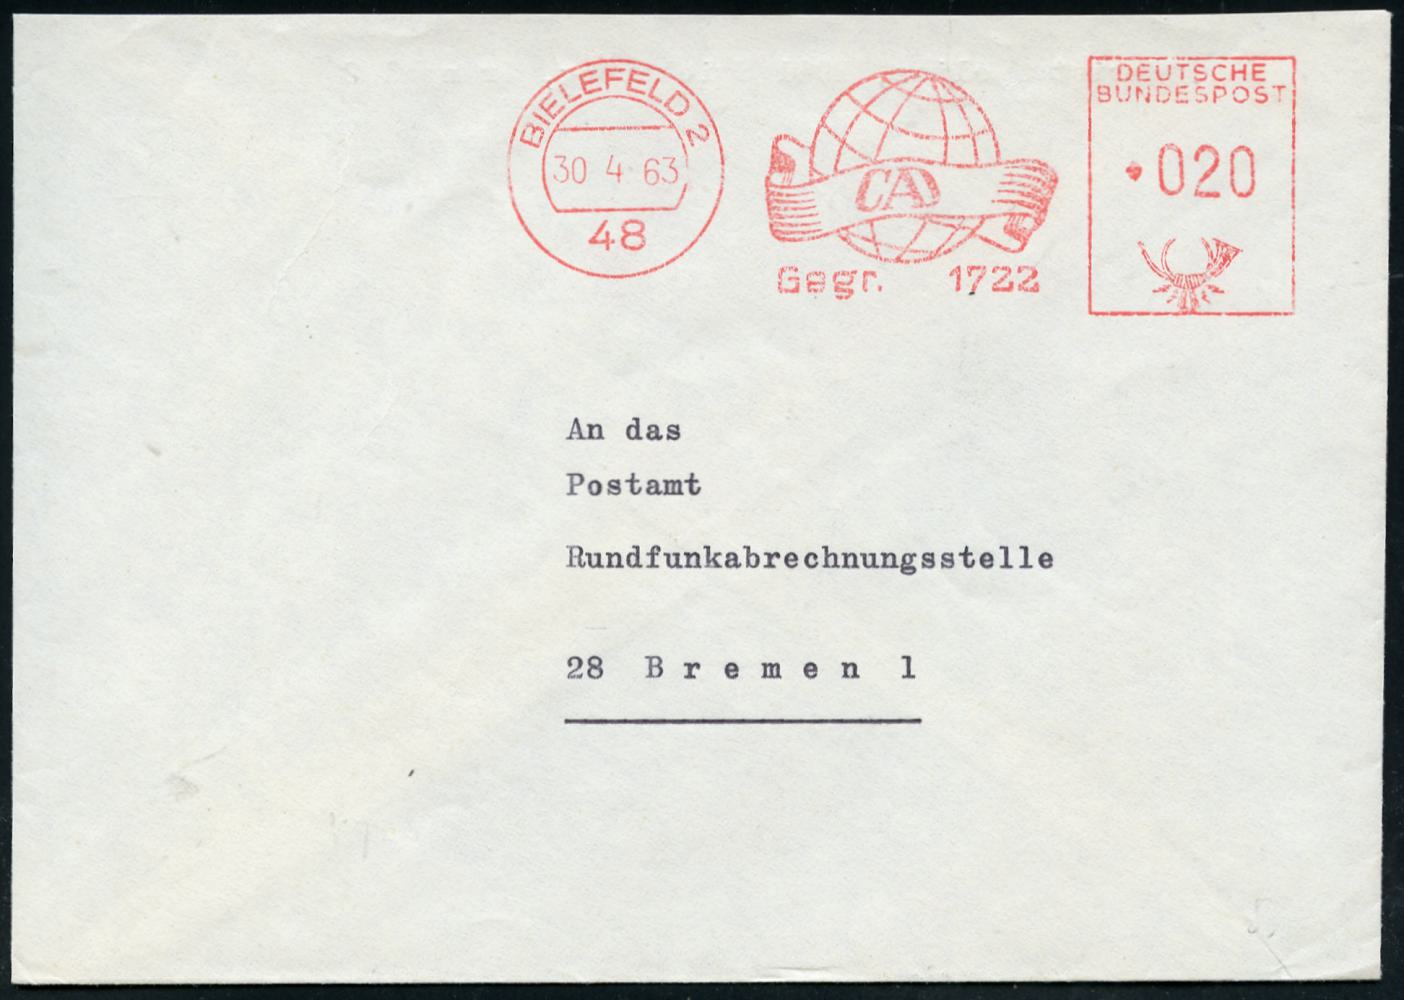 BIELEFELD 2
30 4 63
48
CA
Gegr. 1722
DEUTSCHE
BUNDESPOST
020
An das
Postamt
Rundfunkabrechnungsstelle
28 B r e m e n 1